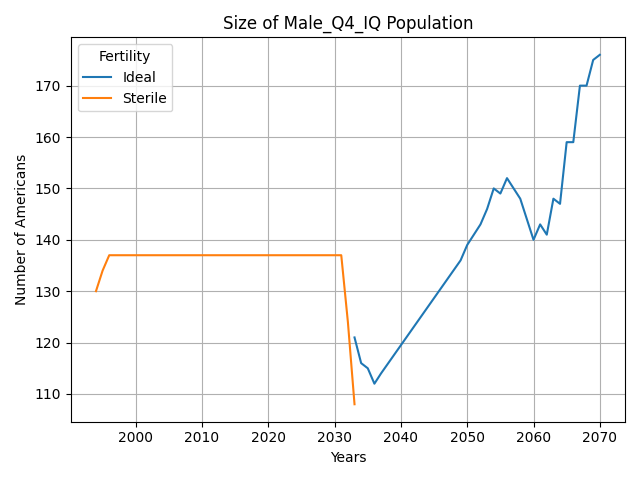 Size of Male_Q4_IQ Population
Fertility
Ideal
Sterile
Number of Americans
170
160
150
140
130
120
110
2000 2010 2020 2030 2040 2050 2060 2070
Years